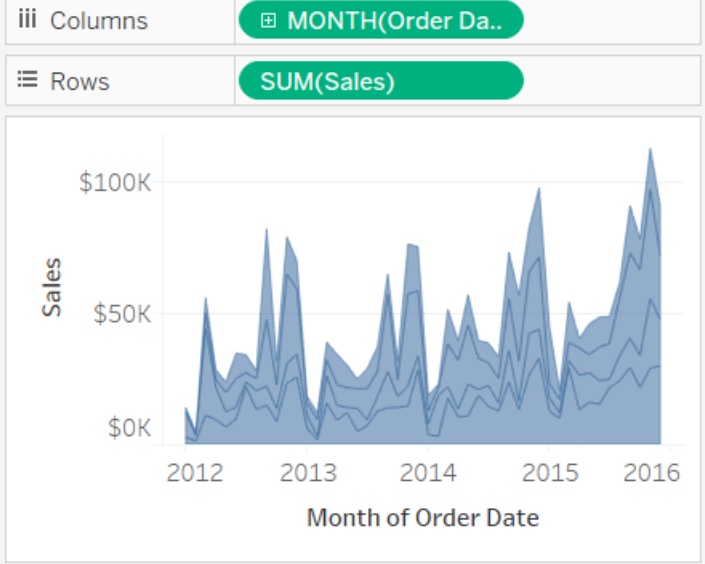 Columns
MONTH(Order Da..
Rows
SUM(Sales)
$100K
$50K
$0K
Sales
2012 2013 2014 2015 2016
Month of Order Date